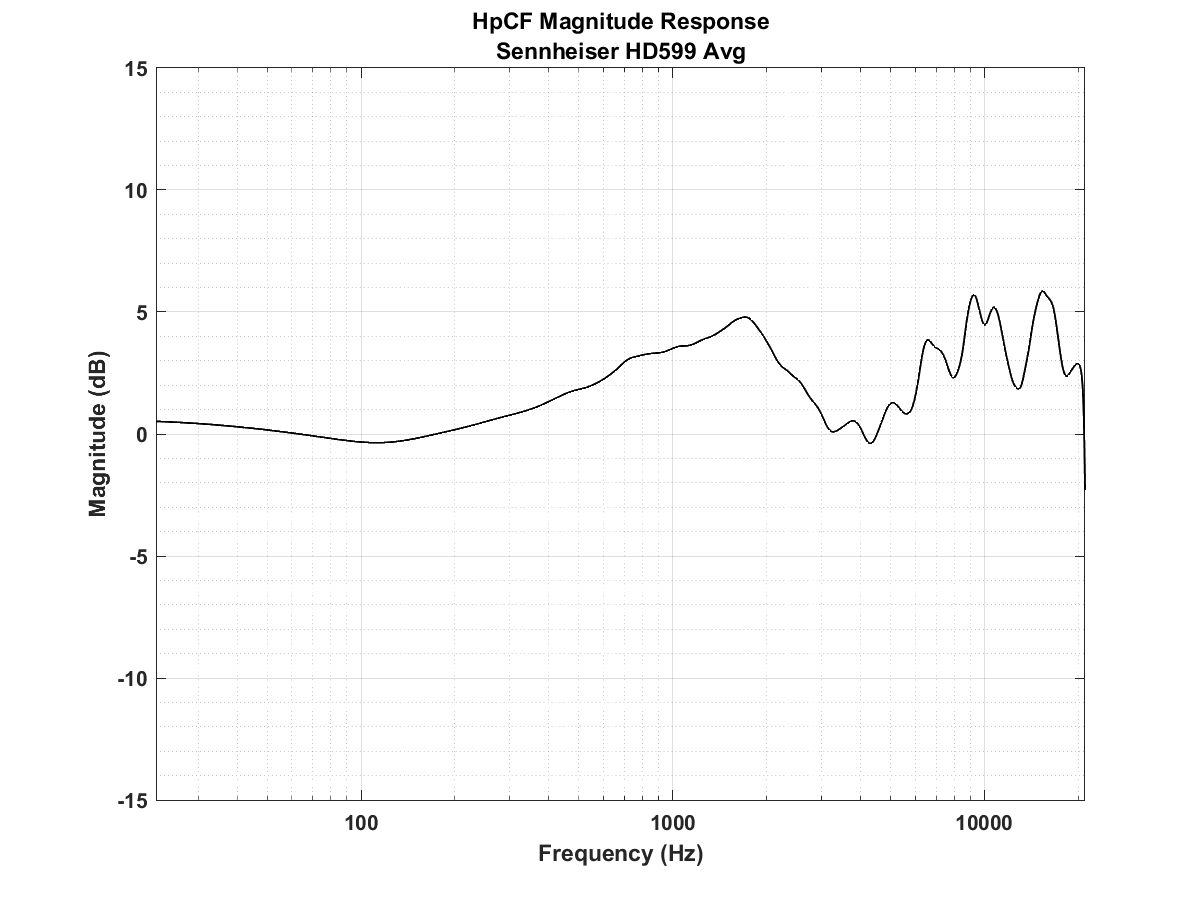 HpCF Magnitude Response
Sennheiser HD599 Avg
15
10
5
0
-5
-10
-15
Magnitude (dB)
100
1000
10000
Frequency (Hz)